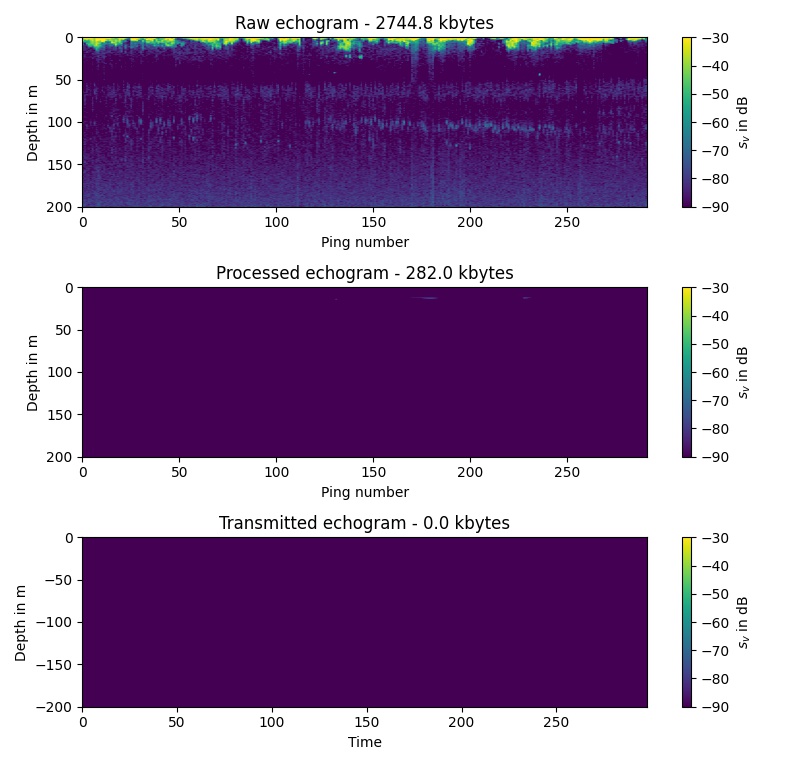 Raw echogram - 2744.8 kbytes
0
50
100
150
200
Depth in m
0 50 100 150 200 250
Ping number
−30
−40
−50
−60
−70
−80
−90
sv in dB
Processed echogram - 282.0 kbytes
0
50
100
150
200
Depth in m
0 50 100 150 200 250
Ping number
−30
−40
−50
−60
−70
−80
−90
sv in dB
Transmitted echogram - 0.0 kbytes
0
−50
−100
−150
−200
Depth in m
0 50 100 150 200 250
Time
−30
−40
−50
−60
−70
−80
−90
sv in dB